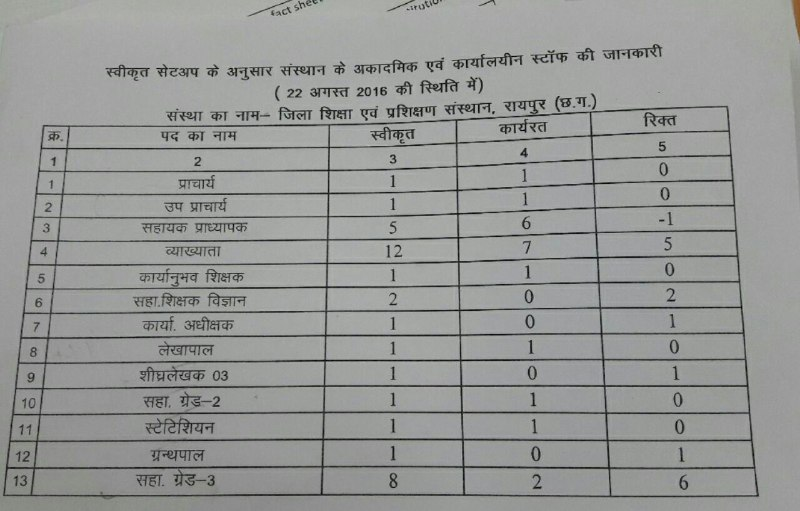 fact sheet
स्वीकृत सेटअप के अनुसार संस्थान के अकादमिक एवं कार्यालयीन स्टॉफ की जानकारी
( 22 अगस्त 2016 की स्थिति में)
संस्था का नाम– जिला शिक्षा एवं प्रशिक्षण संस्थान, रायपुर (छ.ग.)
क्र. पद का नाम स्वीकृत कार्यरत रिक्त
1 2 3 4 5
1 प्राचार्य 1 1 0
2 उप प्राचार्य 1 1 0
3 सहायक प्राध्यापक 5 6 -1
4 व्याख्याता 12 7 5
5 कार्यानुभव शिक्षक 1 1 0
6 सहा.शिक्षक विज्ञान 2 0 2
7 कार्या. अधीक्षक 1 0 1
8 लेखापाल 1 1 0
9 शीघ्रलेखक 03 1 0 1
10 सहा. ग्रेड–2 1 1 0
11 स्टेटिशियन 1 1 0
12 ग्रन्थपाल 1 0 1
13 सहा. ग्रेड–3 8 2 6